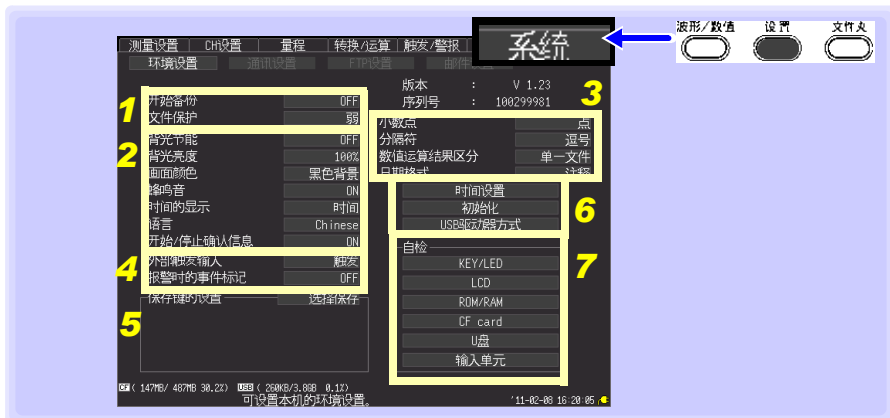 波形/数值 设置 文件夹
测量设置 CH设置 量程 转换/运算 触发/警报 系统
环境设置 通讯设置 FTP设置 邮件设置
版本 : V 1.23
序列号 : 100299981
3
1
开始备份 OFF
文件保护 弱
小数点 点
分隔符 逗号
数值运算结果区分 单一文件
日期格式 注释
2
背光节能 OFF
背光亮度 100%
画面颜色 黑色背景
蜂鸣音 ON
时间的显示 时间
语言 Chinese
开始/停止确认信息 ON
时间设置
初始化
USB驱动器方式
6
4
外部触发输入 触发
报警时的事件标记 OFF
5
保存键的设置 选择保存
自检
7
KEY/LED
LCD
ROM/RAM
CF card
U盘
输入单元
CF ( 147MB/ 487MB 30.2%) USB ( 260KB/3.8GB 0.1%)
可设置本机的环境设置。 '11-02-08 16:20:05